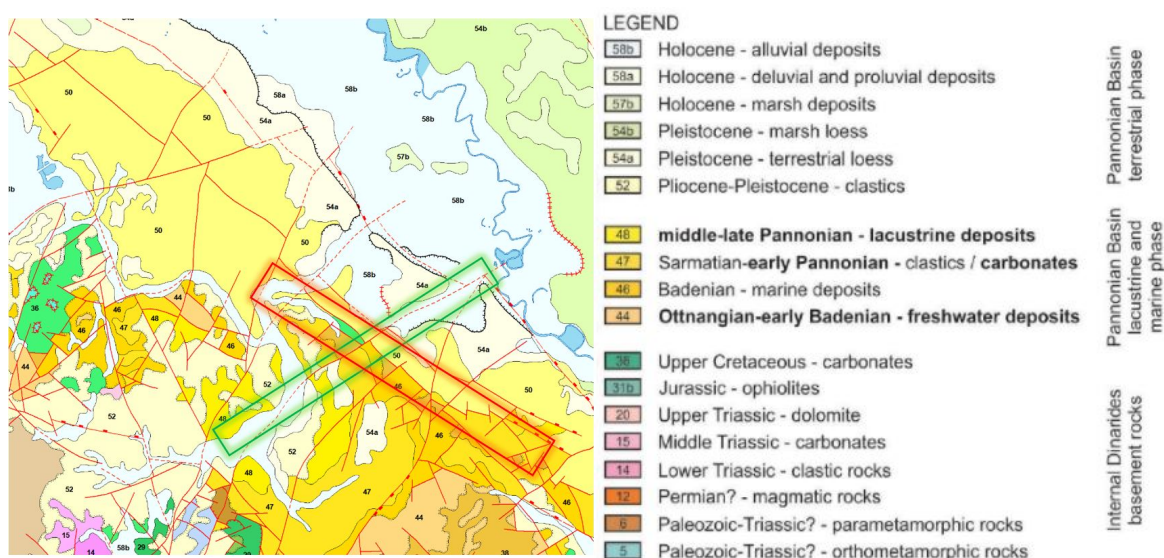 54b
50
58a
58b
54a
50
50
58b
57b
58b
50
54a
50
36
44
46
46
47
48
46
44
52
52
58b
54a
50
54a
50
46
48
54a
46
52
48
47
46
52
44
15
14
58b
29
38
LEGEND
58b Holocene - alluvial deposits
58a Holocene - deluvial and proluvial deposits
57b Holocene - marsh deposits
54b Pleistocene - marsh loess
54a Pleistocene - terrestrial loess
52 Pliocene-Pleistocene - clastics
Pannonian Basin
terrestrial phase
48 middle-late Pannonian - lacustrine deposits
47 Sarmatian-early Pannonian - clastics / carbonates
46 Badenian - marine deposits
44 Ottnangian-early Badenian - freshwater deposits
Pannonian Basin
lacustrine and
marine phase
36 Upper Cretaceous - carbonates
31b Jurassic - ophiolites
20 Upper Triassic - dolomite
15 Middle Triassic - carbonates
14 Lower Triassic - clastic rocks
12 Permian? - magmatic rocks
6 Paleozoic-Triassic? - parametamorphic rocks
5 Paleozoic-Triassic? - orthometamorphic rocks
Internal Dinarides
basement rocks